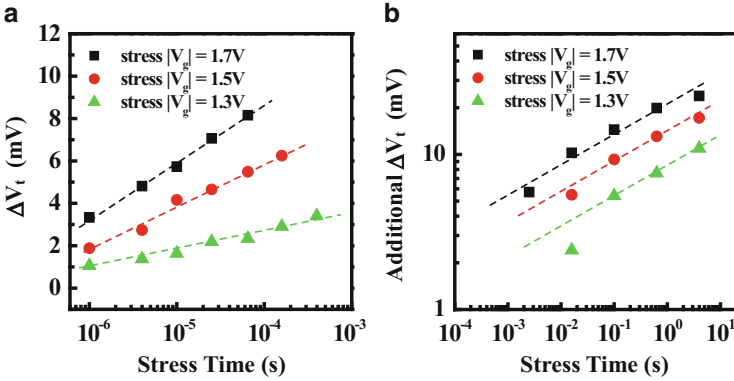 a
12
10
8
6
4
2
0
ΔVt (mV)
stress |Vg| = 1.7V
stress |Vg| = 1.5V
stress |Vg| = 1.3V
10^-6
10^-5
10^-4
10^-3
Stress Time (s)
b
10
1
Additional ΔVt (mV)
stress |Vg| = 1.7V
stress |Vg| = 1.5V
stress |Vg| = 1.3V
10^-4
10^-3
10^-2
10^-1
10^0
10^1
Stress Time (s)